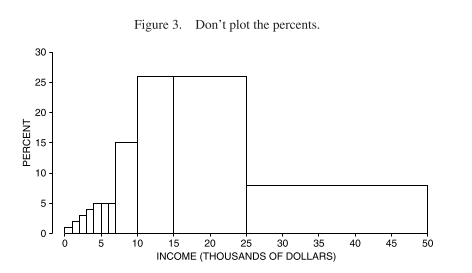 Figure 3. Don’t plot the percents.
30
25
20
15
10
5
0
PERCENT
0 5 10 15 20 25 30 35 40 45 50
INCOME (THOUSANDS OF DOLLARS)